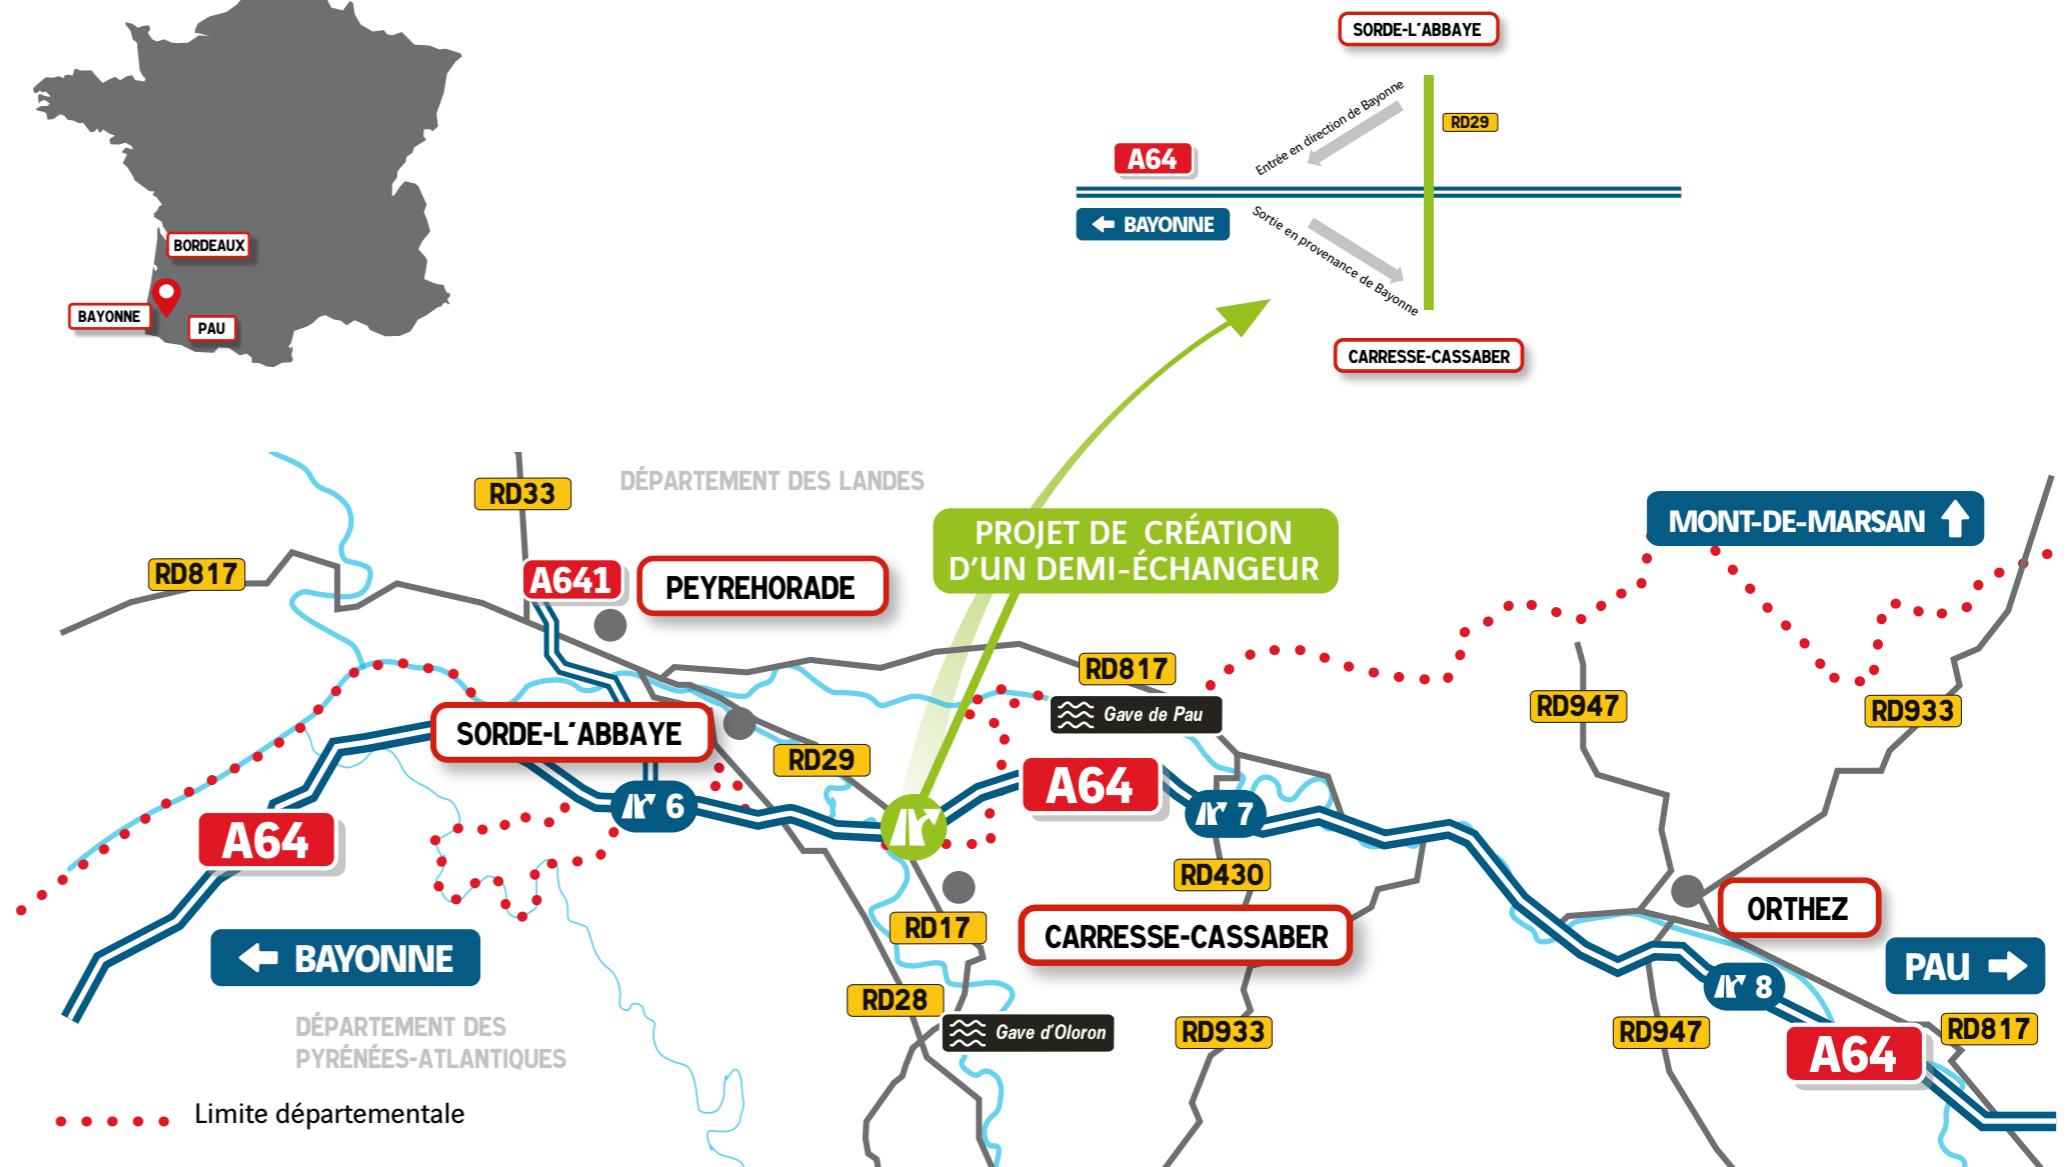 SORDE-L'ABBAYE
Entrée en direction de Bayonne
RD29
A64
BAYONNE
Sortie en provenance de Bayonne
CARRESSE-CASSABER
BORDEAUX
BAYONNE
PAU
DÉPARTEMENT DES LANDES
RD33
RD817
A641
PEYREHORADE
PROJET DE CRÉATION
D'UN DEMI-ÉCHANGEUR
MONT-DE-MARSAN
RD817
Gave de Pau
RD947
RD933
SORDE-L'ABBAYE
RD29
A64
6
7
A64
RD430
ORTHEZ
RD17
CARRESSE-CASSABER
BAYONNE
PAU
8
RD28
DÉPARTEMENT DES
PYRÉNÉES-ATLANTIQUES
Gave d'Oloron
RD933
RD947
RD817
A64
Limite départementale